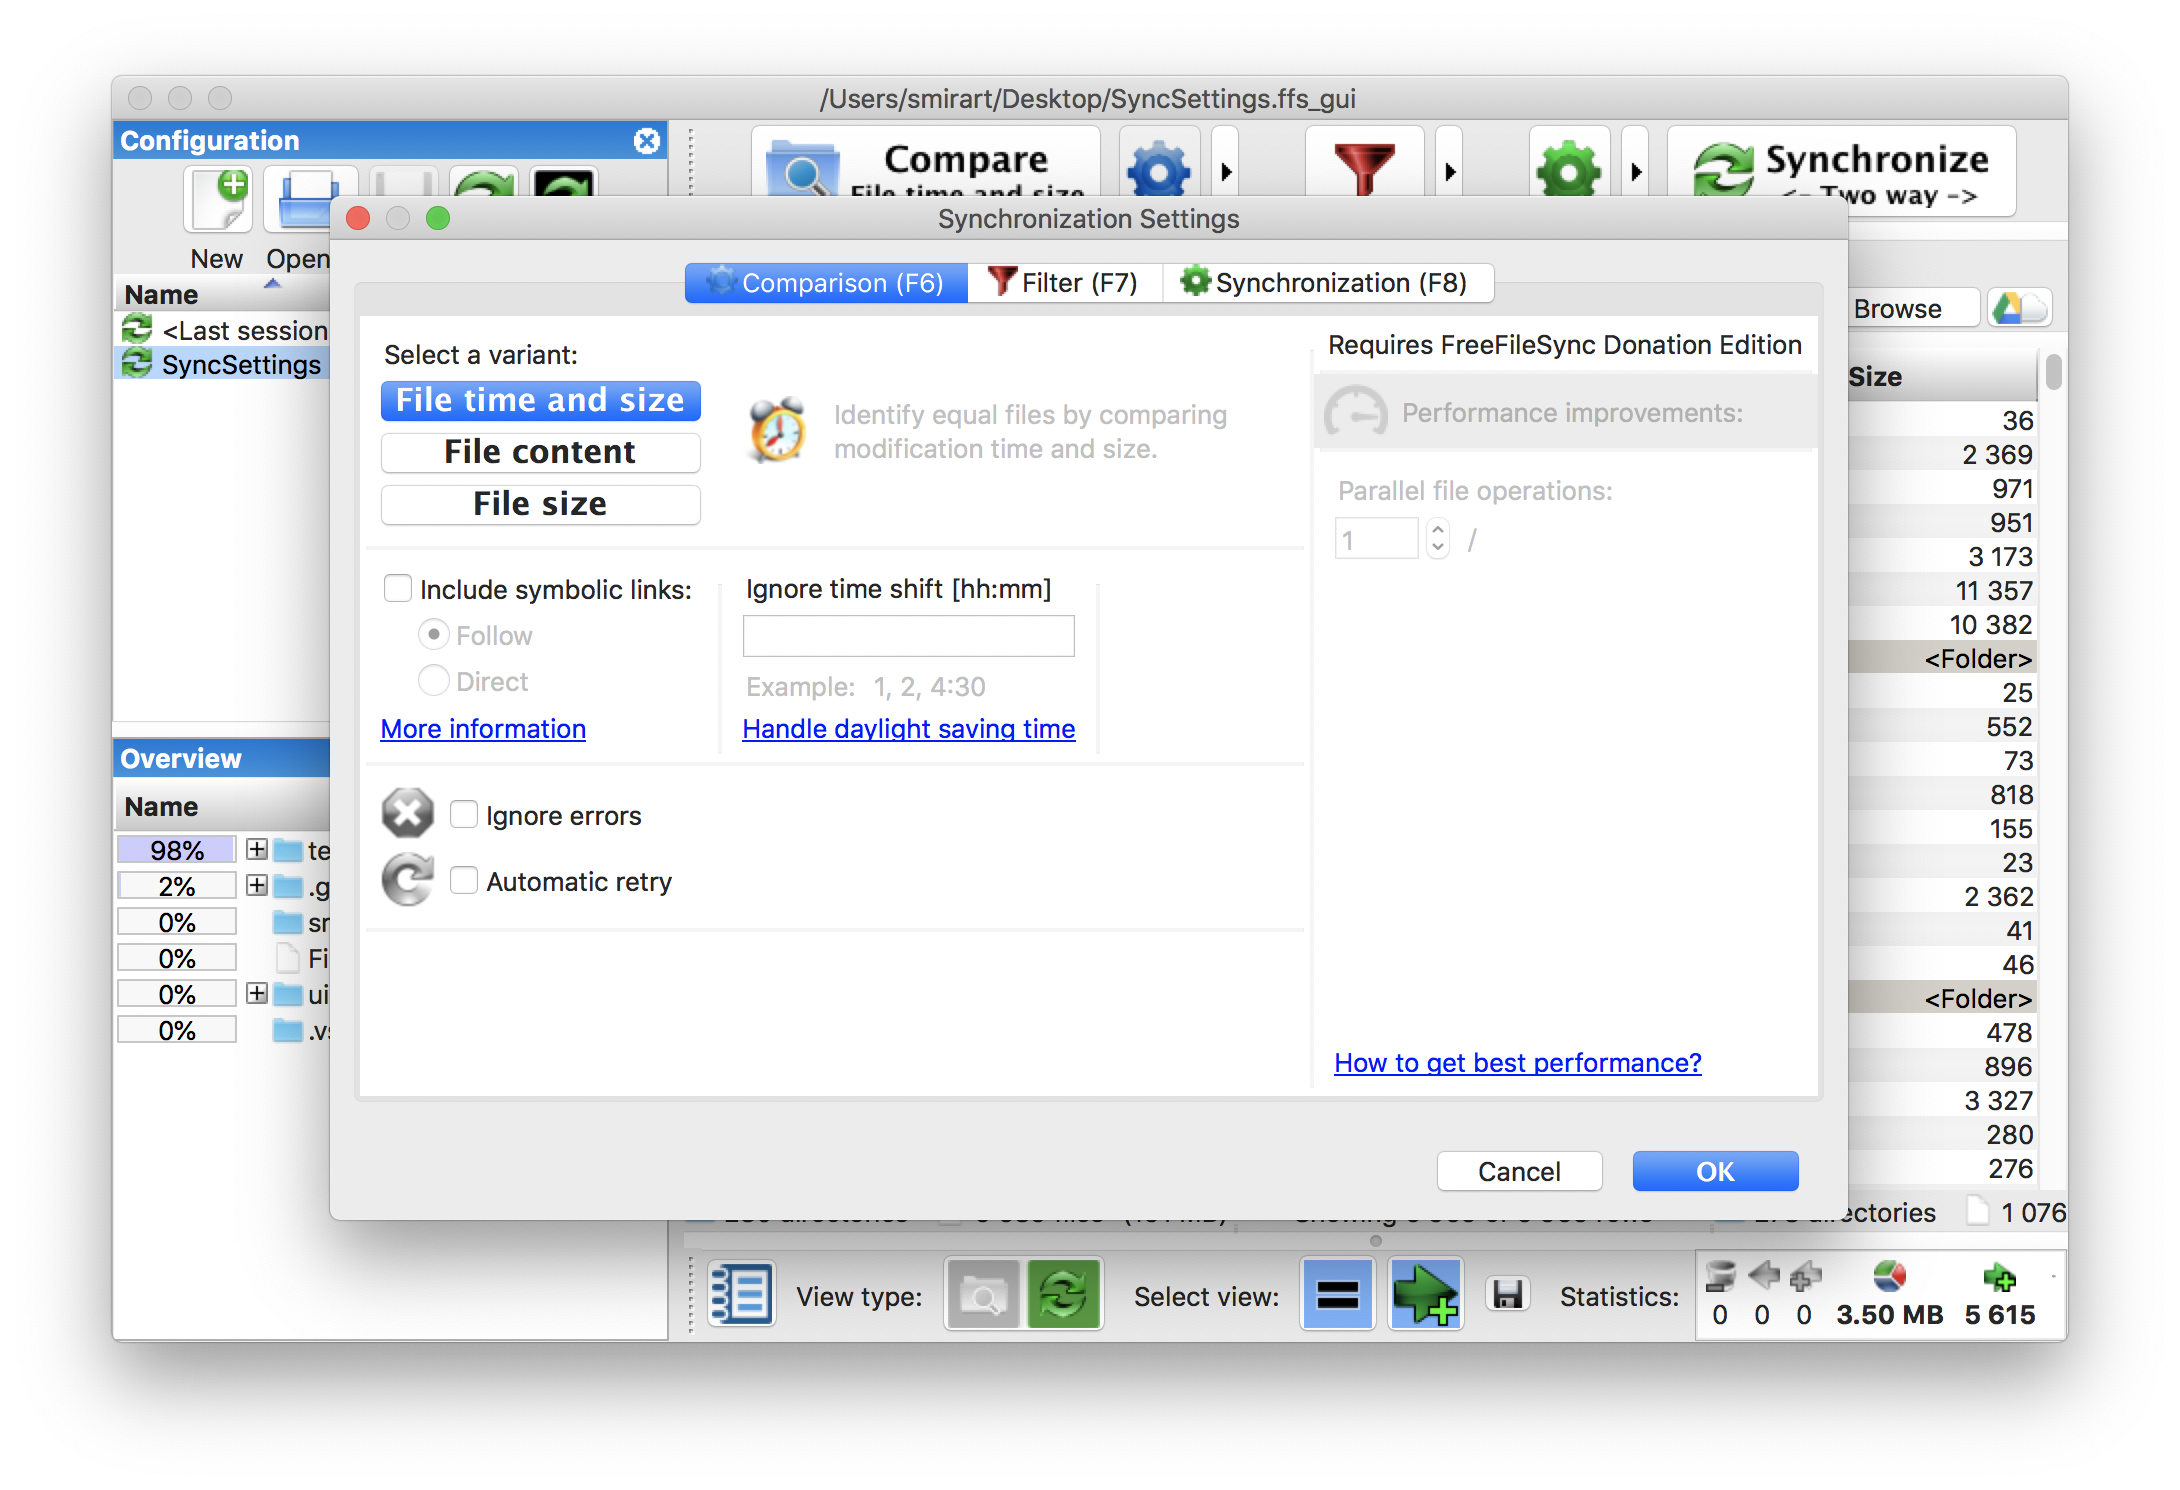 /Users/smirart/Desktop/SyncSettings.ffs_gui
Configuration
Compare
File time and size
Synchronize
<- Two way ->
New
Open
Name
<Last session
SyncSettings
Synchronization Settings
Comparison (F6)
Filter (F7)
Synchronization (F8)
Select a variant:
File time and size
File content
File size
Identify equal files by comparing
modification time and size.
Include symbolic links:
Follow
Direct
More information
Ignore time shift [hh:mm]
Example: 1, 2, 4:30
Handle daylight saving time
Ignore errors
Automatic retry
Requires FreeFileSync Donation Edition
Performance improvements:
Parallel file operations:
1 /
How to get best performance?
Cancel
OK
Browse
Size
36
2 369
971
951
3 173
11 357
10 382
<Folder>
25
552
73
818
155
23
2 362
41
46
<Folder>
478
896
3 327
280
276
Overview
Name
98% te
2% .g
0% sr
0% Fi
0% ui
0% .vs
directories
1 076
View type:
Select view:
Statistics:
0 0 0 3.50 MB 5 615